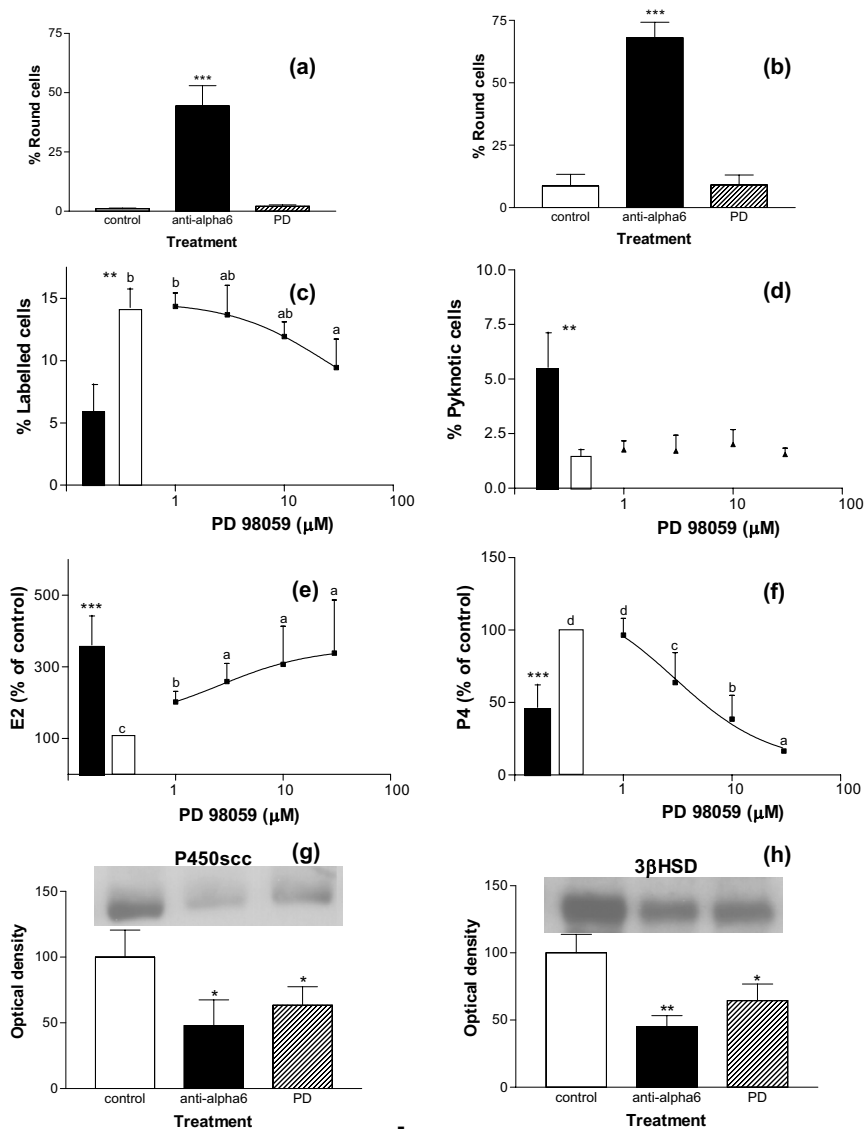 (a)
***
% Round cells
75
50
25
0
control
anti-alpha6
PD
Treatment
(b)
***
% Round cells
75
50
25
0
control
anti-alpha6
PD
Treatment
(c)
** b
b
ab
ab
a
% Labelled cells
15
10
5
0
1
10
100
PD 98059 (μM)
(d)
**
% Pyknotic cells
10.0
7.5
5.0
2.5
0.0
1
10
100
PD 98059 (μM)
(e)
***
c
b
a
a
a
E2 (% of control)
500
300
100
1
10
100
PD 98059 (μM)
(f)
***
d
d
c
b
a
P4 (% of control)
150
100
50
0
1
10
100
PD 98059 (μM)
P450scc
(g)
*
*
Optical density
150
100
50
0
control
anti-alpha6
PD
Treatment
3βHSD
(h)
**
*
Optical density
150
100
50
0
control
anti-alpha6
PD
Treatment